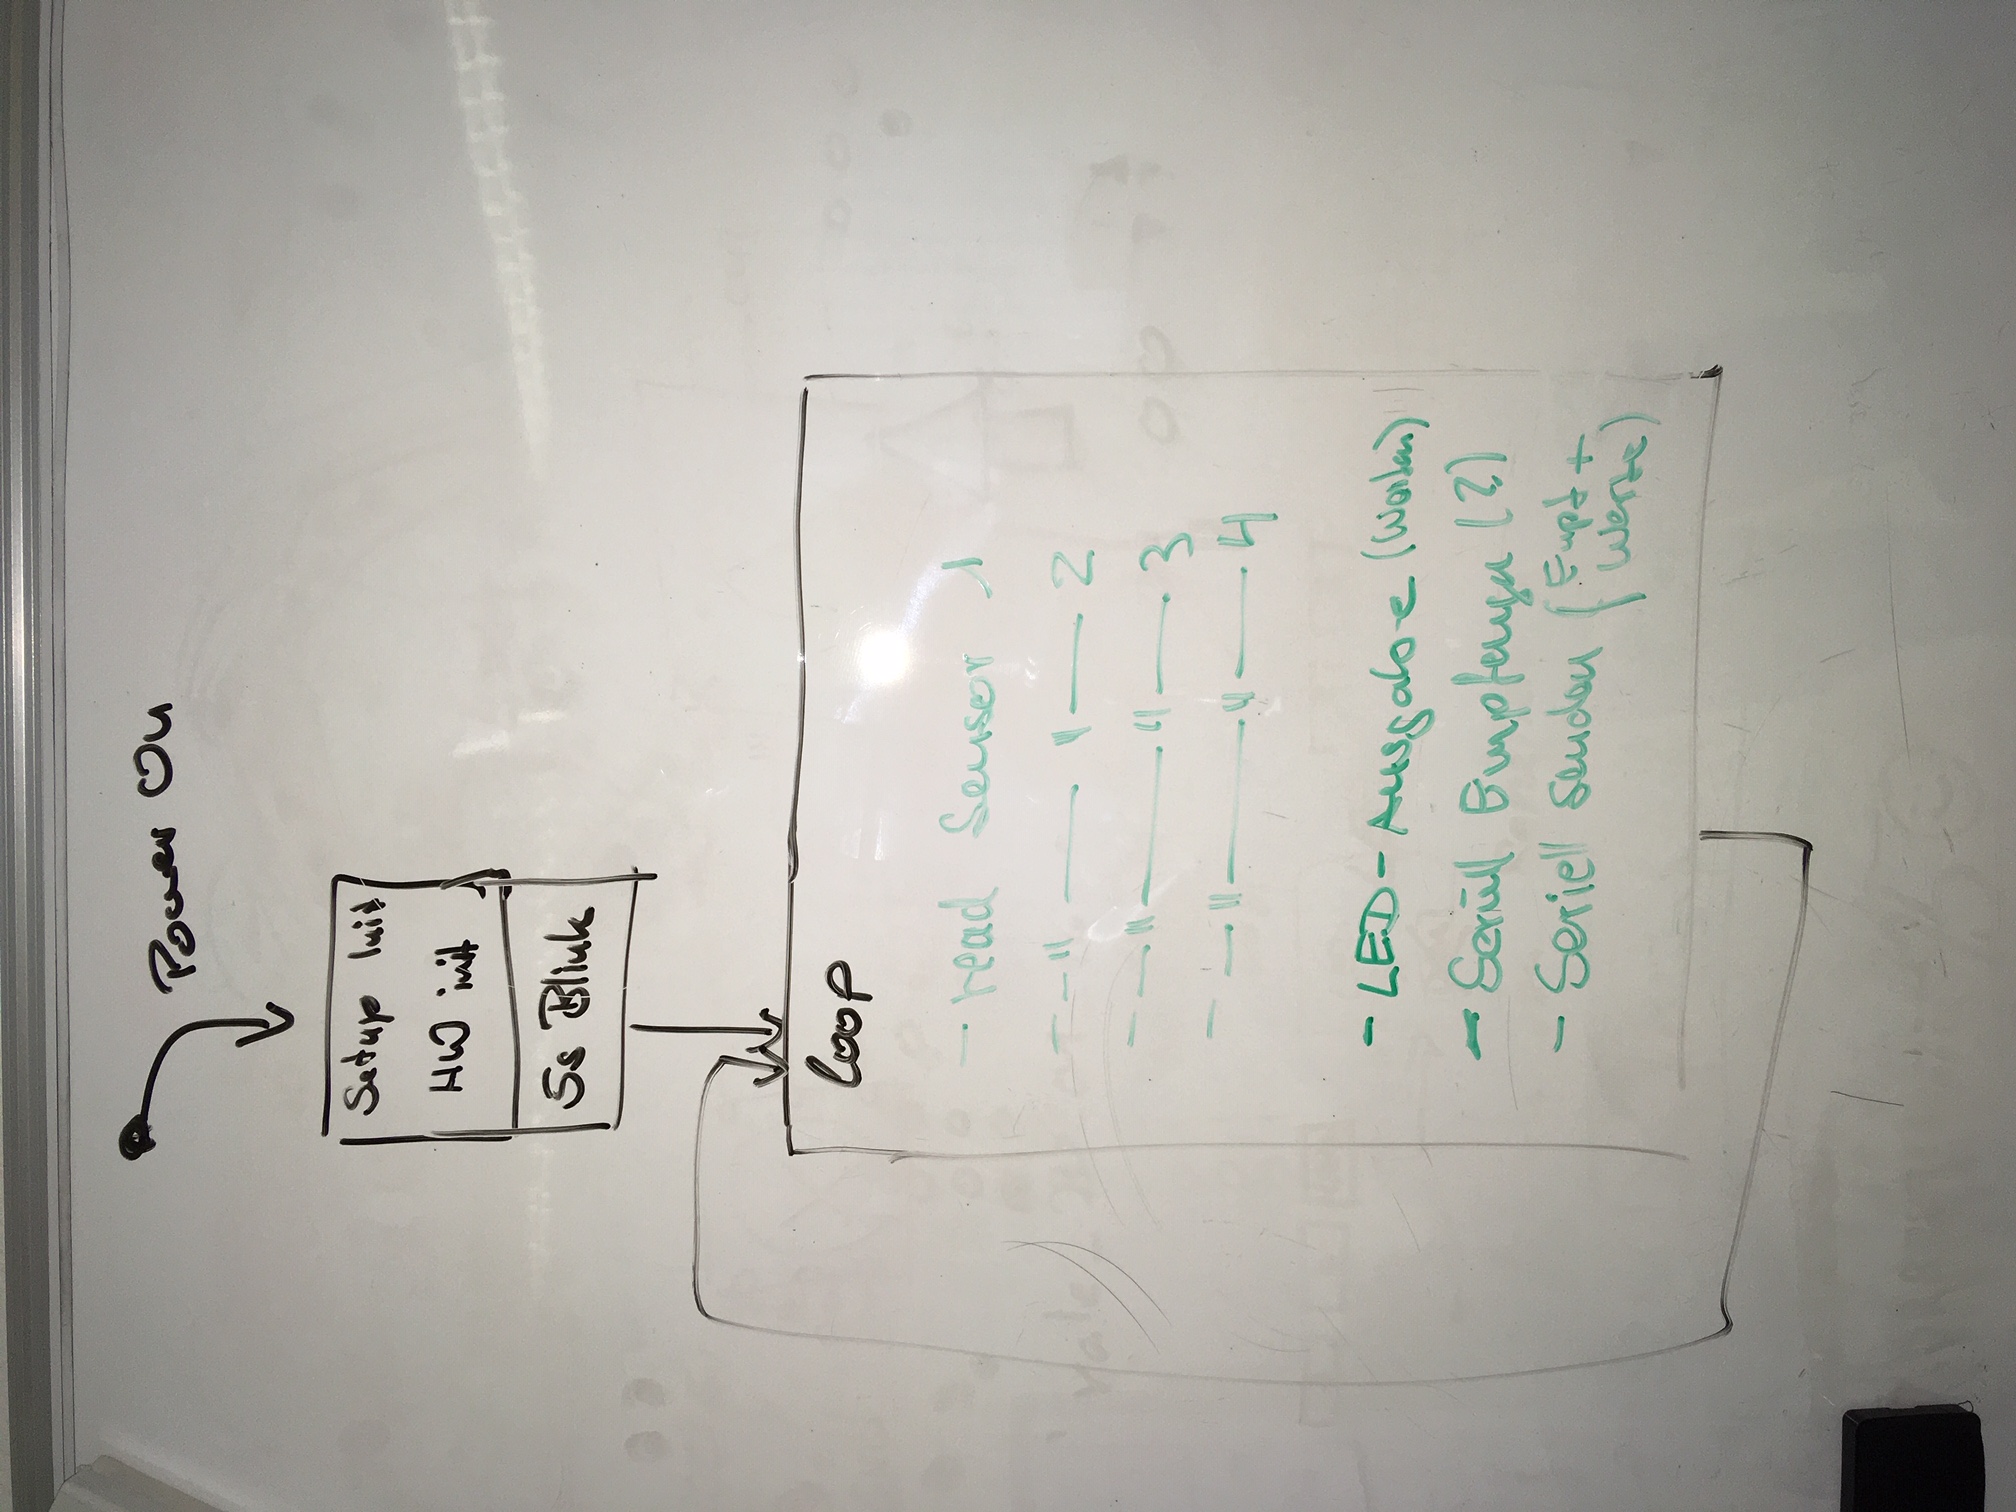 Power On
Setup Init
HW init
5s Blink
loop
- read Sensor 1
- —"— "— 2
- —"— "— 3
- —"— "— 4
- LED-Ausgabe
- Seriell Empfangen (?)
- Seriell senden (Empf +
Werte)